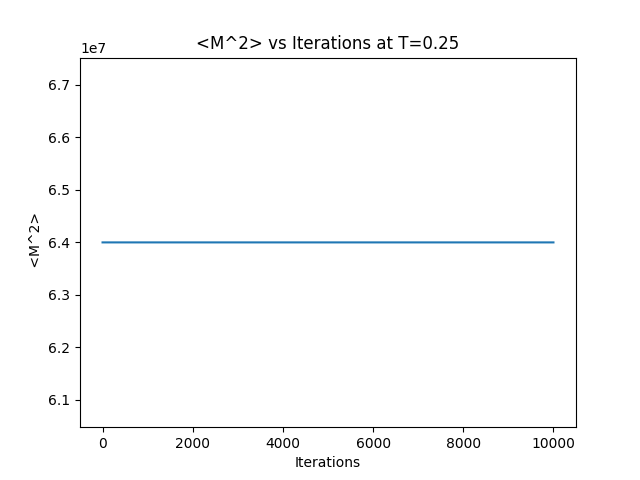 <M^2> vs Iterations at T=0.25
1e7
6.7
6.6
6.5
6.4
6.3
6.2
6.1
<M^2>
0 2000 4000 6000 8000 10000
Iterations